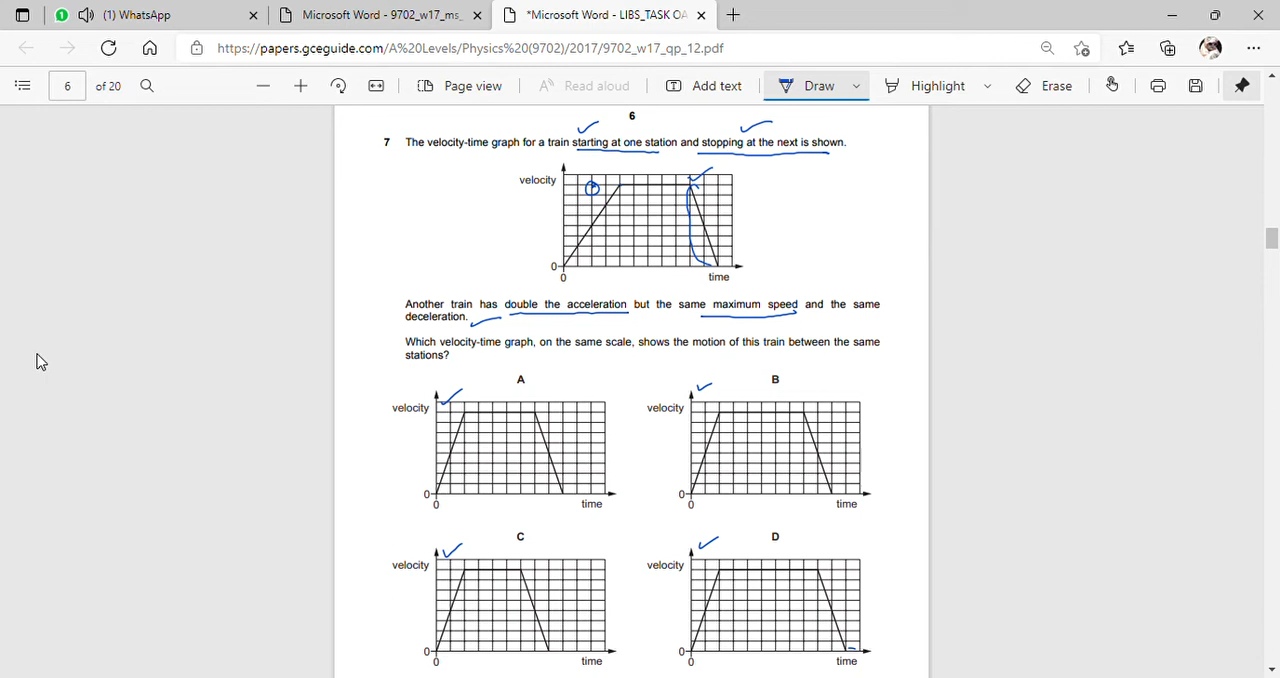 (1) WhatsApp
Microsoft Word - 9702_w17_ms_
*Microsoft Word - LIBS_TASK OA
https://papers.gceguide.com/A%20Levels/Physics%20(9702)/2017/9702_w17_qp_12.pdf
6 of 20
Page view
Read aloud
Add text
Draw
Highlight
Erase
6
7 The velocity-time graph for a train starting at one station and stopping at the next is shown.
velocity
0
0
time
Another train has double the acceleration but the same maximum speed and the same
deceleration.
Which velocity-time graph, on the same scale, shows the motion of this train between the same
stations?
A
velocity
0
0
time
B
velocity
0
0
time
C
velocity
0
0
time
D
velocity
0
0
time